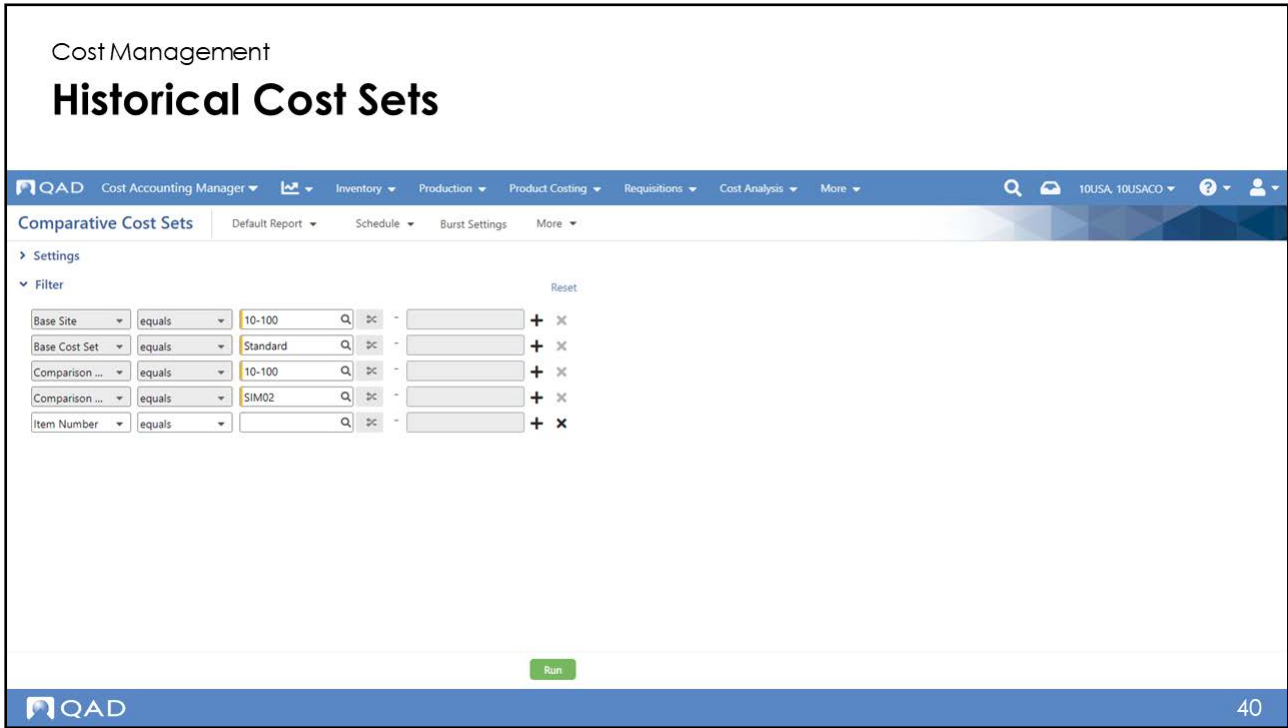 Cost Management
Historical Cost Sets
QAD Cost Accounting Manager Inventory Production Product Costing Requisitions Cost Analysis More 10USA, 10USACO ?
Comparative Cost Sets Default Report Schedule Burst Settings More
Settings
Filter Reset
Base Site equals 10-100 -
Base Cost Set equals Standard -
Comparison ... equals 10-100 -
Comparison ... equals SIM02 -
Item Number equals -
Run
QAD 40